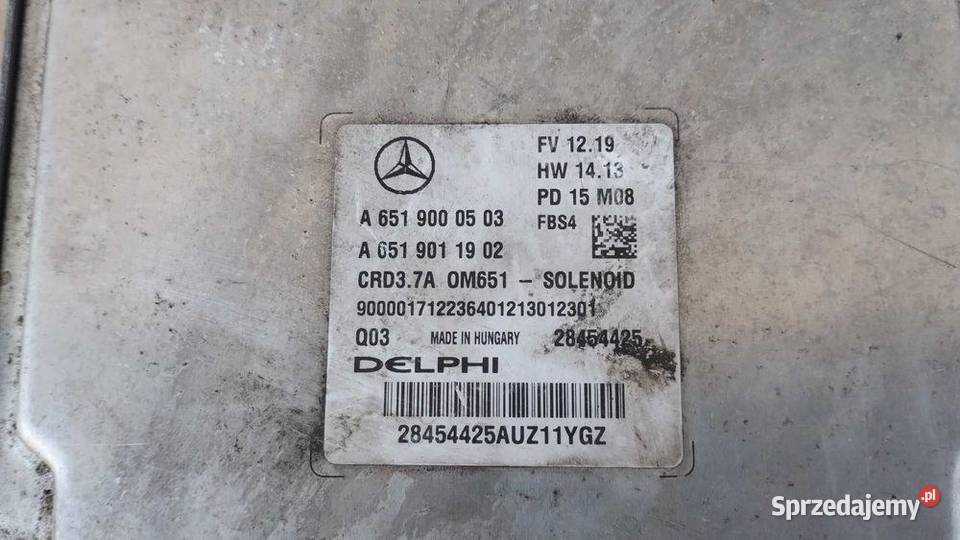 FV 12.19
HW 14.13
PD 15 M08
FBS4
A 651 900 05 03
A 651 901 19 02
CRD3.7A OM651 - SOLENOID
900001712236401213012301
Q03 MADE IN HUNGARY 28454425
DELPHI
28454425AUZ11YGZ
Sprzedajemy.pl